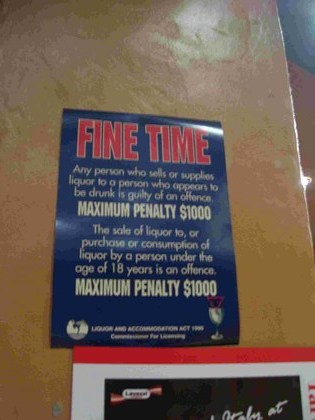 FINE TIME
Any person who sells or supplies
liquor to a person who appears to
be drunk is guilty of an offence.
MAXIMUM PENALTY $1000
The sale of liquor to, or
purchase or consumption of
liquor by a person under the
age of 18 years is an offence.
MAXIMUM PENALTY $1000
LIQUOR AND ACCOMMODATION ACT 1990
Commissioner For Licensing
Italy at